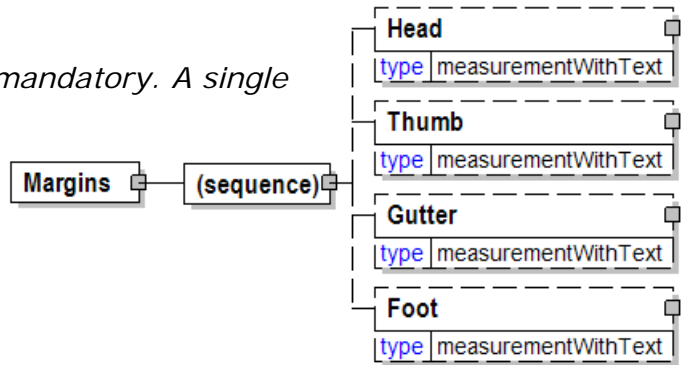 Head
type measurementWithText
mandatory. A single
Thumb
type measurementWithText
Margins
(sequence)
Gutter
type measurementWithText
Foot
type measurementWithText